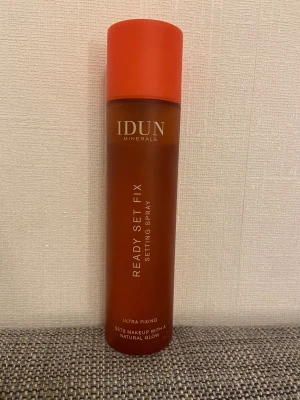 IDUN
MINERALS
READY SET FIX
SETTING SPRAY
ULTRA FIXING
SETS MAKEUP WITH A
NATURAL GLOW